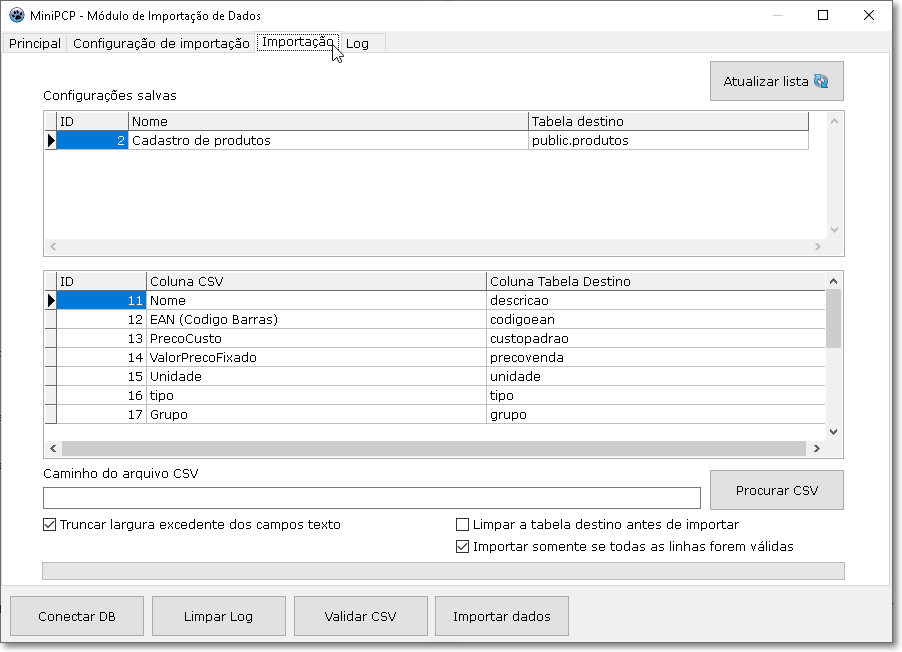 MiniPCP - Módulo de Importação de Dados
Principal Configuração de importação Importação Log
Atualizar lista
Configurações salvas
ID Nome Tabela destino
2 Cadastro de produtos public.produtos
ID Coluna CSV Coluna Tabela Destino
11 Nome descricao
12 EAN (Codigo Barras) codigoean
13 PrecoCusto custopadrao
14 ValorPrecoFixado precovenda
15 Unidade unidade
16 tipo tipo
17 Grupo grupo
Caminho do arquivo CSV
Procurar CSV
Truncar largura excedente dos campos texto Limpar a tabela destino antes de importar
Importar somente se todas as linhas forem válidas
Conectar DB Limpar Log Validar CSV Importar dados